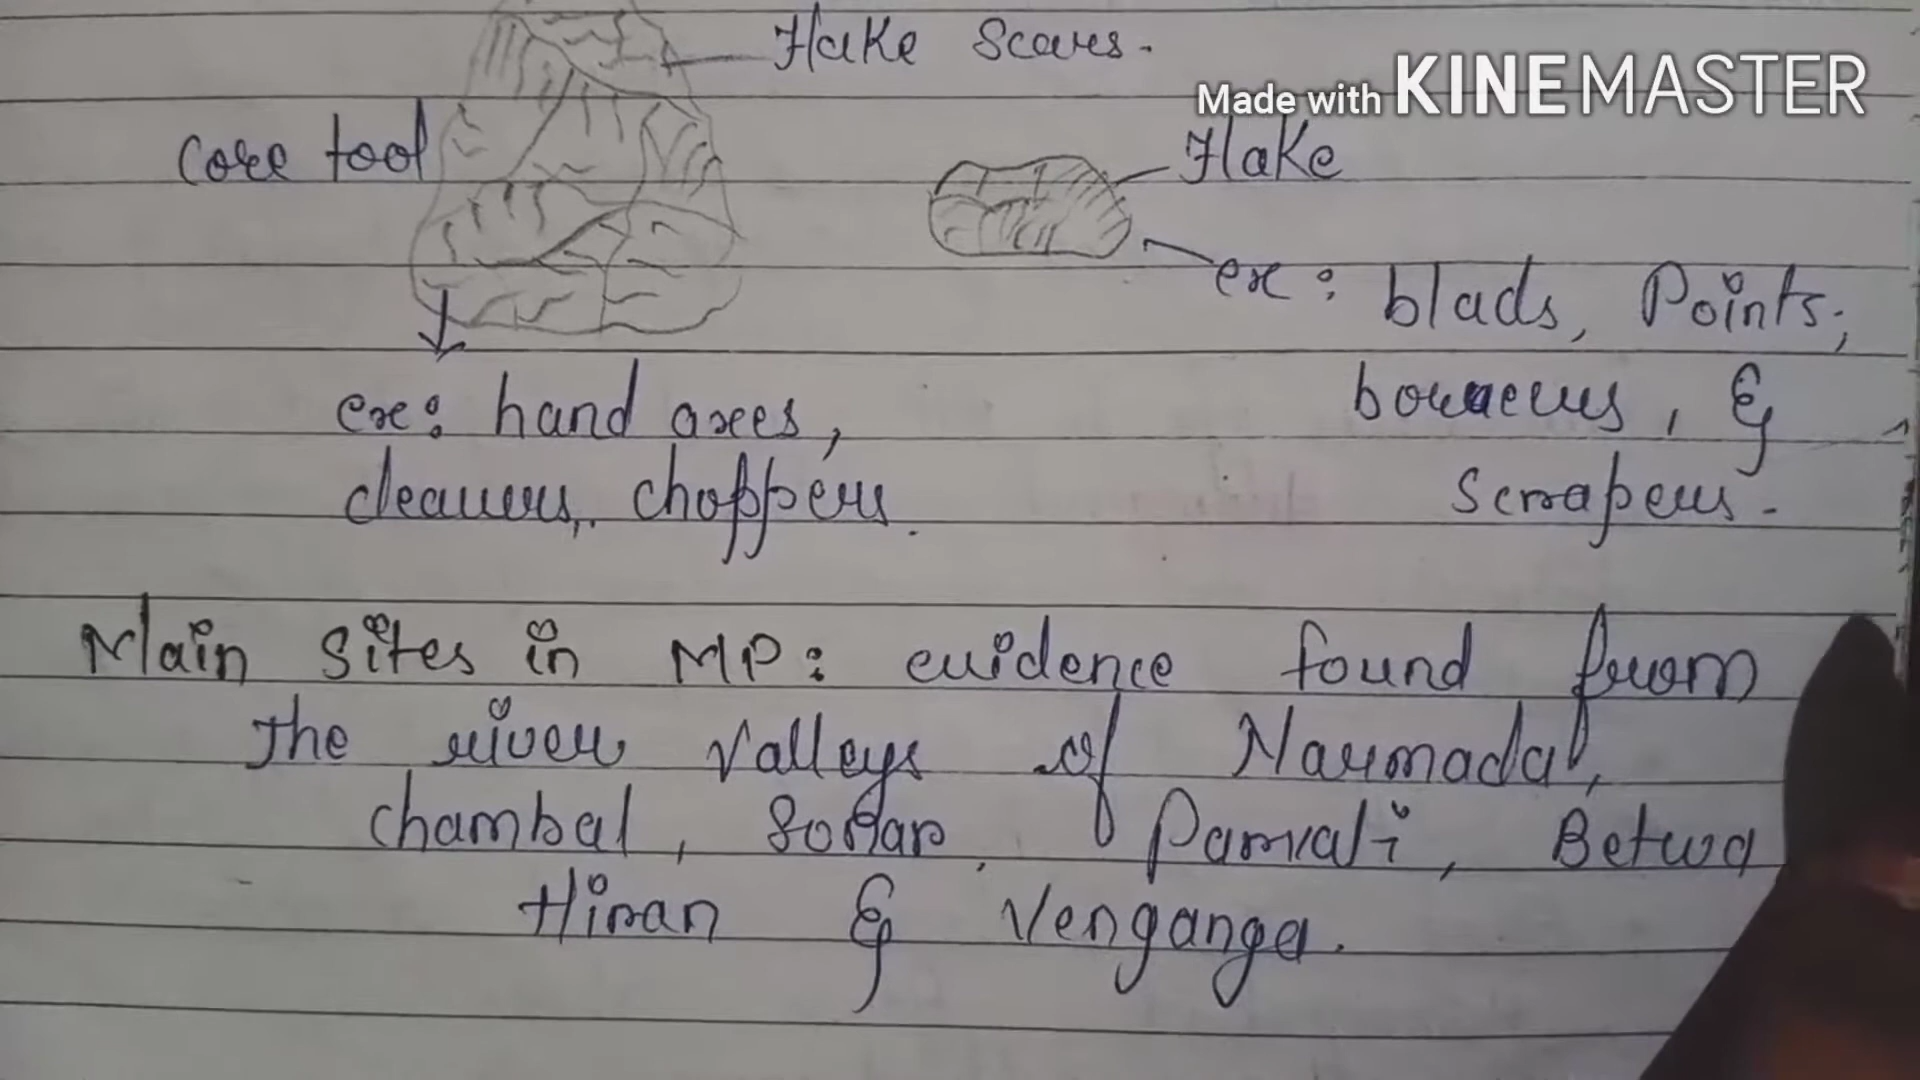 Flake Scars.
Made with KINEMASTER
Core tool
Flake
ex: blads, Points,
borers, &
Scrapers.
ex: hand axes,
cleavers, choppers.
Main Sites in MP: evidence found from
The river valleys of Narmada,
Chambal, Sonar, Parvati, Betwa
Hiran & Venganga.